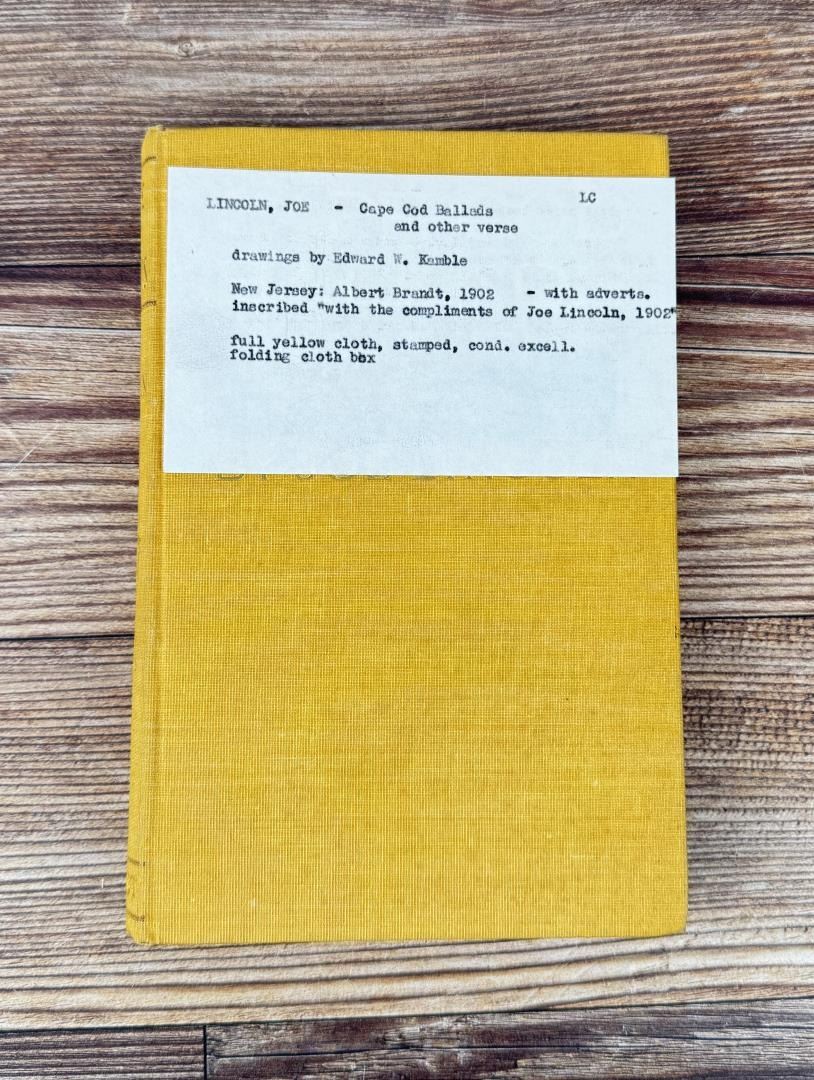 LC
LINCOLN, JOE - Cape Cod Ballads
and other verse
drawings by Edward W. Kamble
New Jersey: Albert Brandt, 1902 - with adverts.
inscribed "with the compliments of Joe Lincoln, 1902"
full yellow cloth, stamped, cond. excell.
folding cloth box